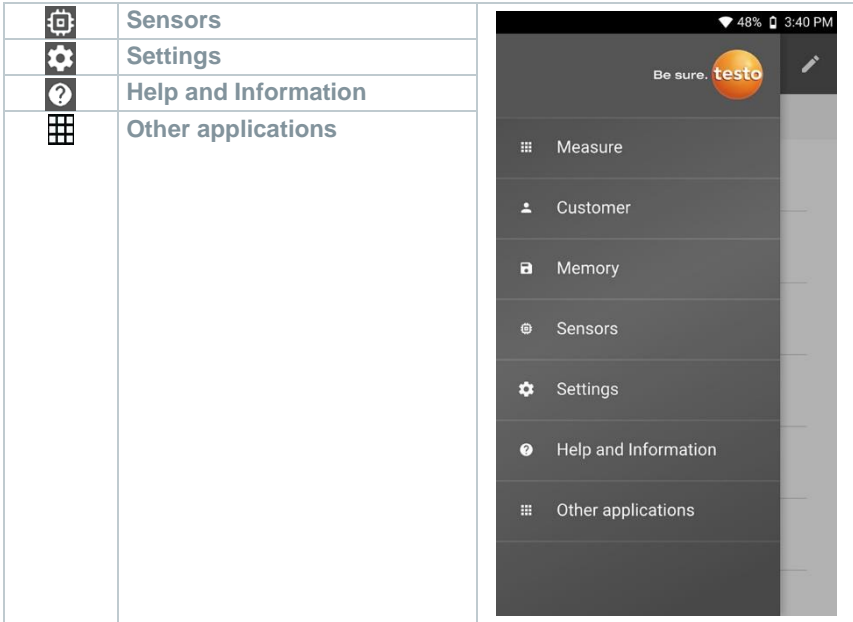 Sensors
Settings
Help and Information
Other applications
48% 3:40 PM
Be sure. testo
Measure
Customer
Memory
Sensors
Settings
Help and Information
Other applications